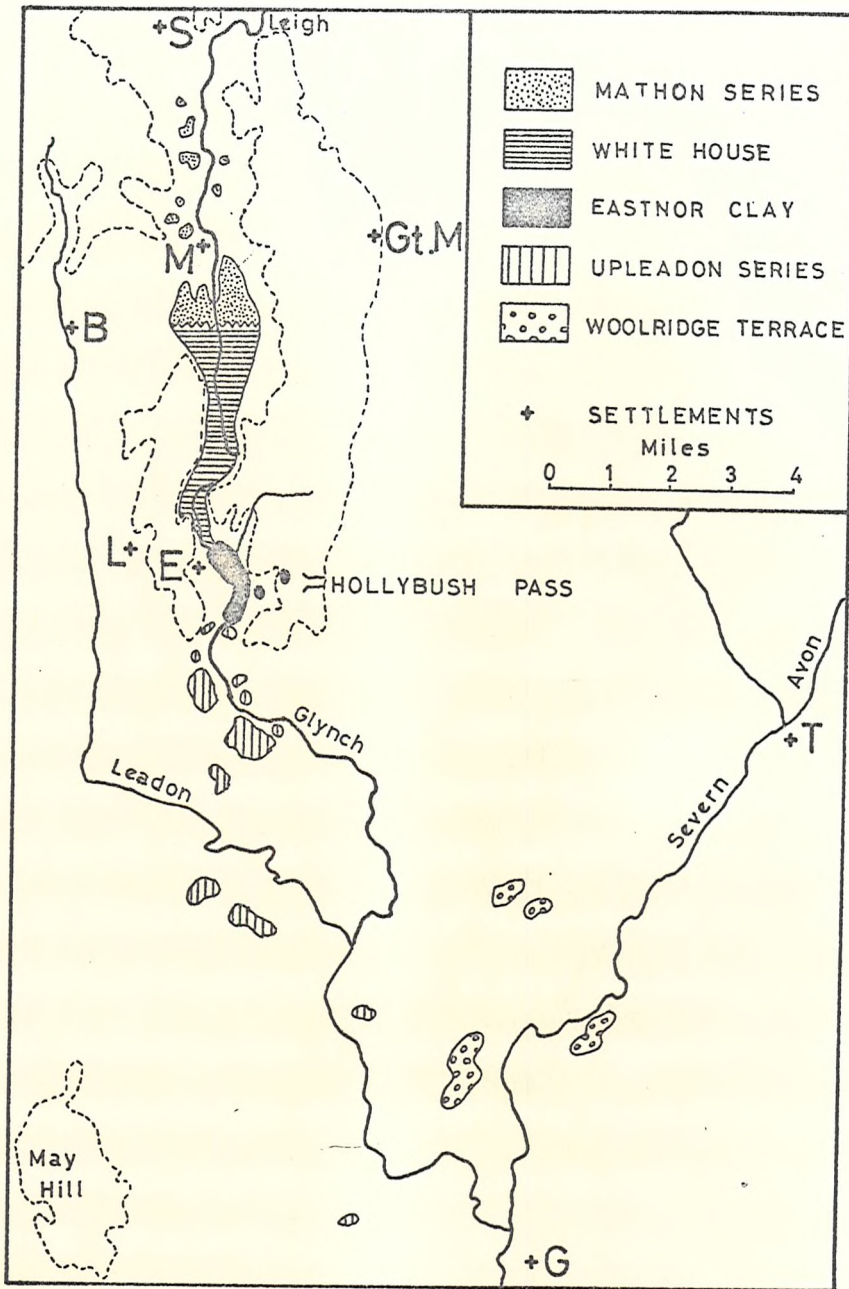 +S
Leigh
MATHON SERIES
WHITE HOUSE
EASTNOR CLAY
UPLEADON SERIES
WOOLRIDGE TERRACE
+ SETTLEMENTS
Miles
0 1 2 3 4
M+
+Gt.M
+B
L+
E+
HOLLYBUSH PASS
Glynch
Leadon
Avon
+T
Severn
May
Hill
+G